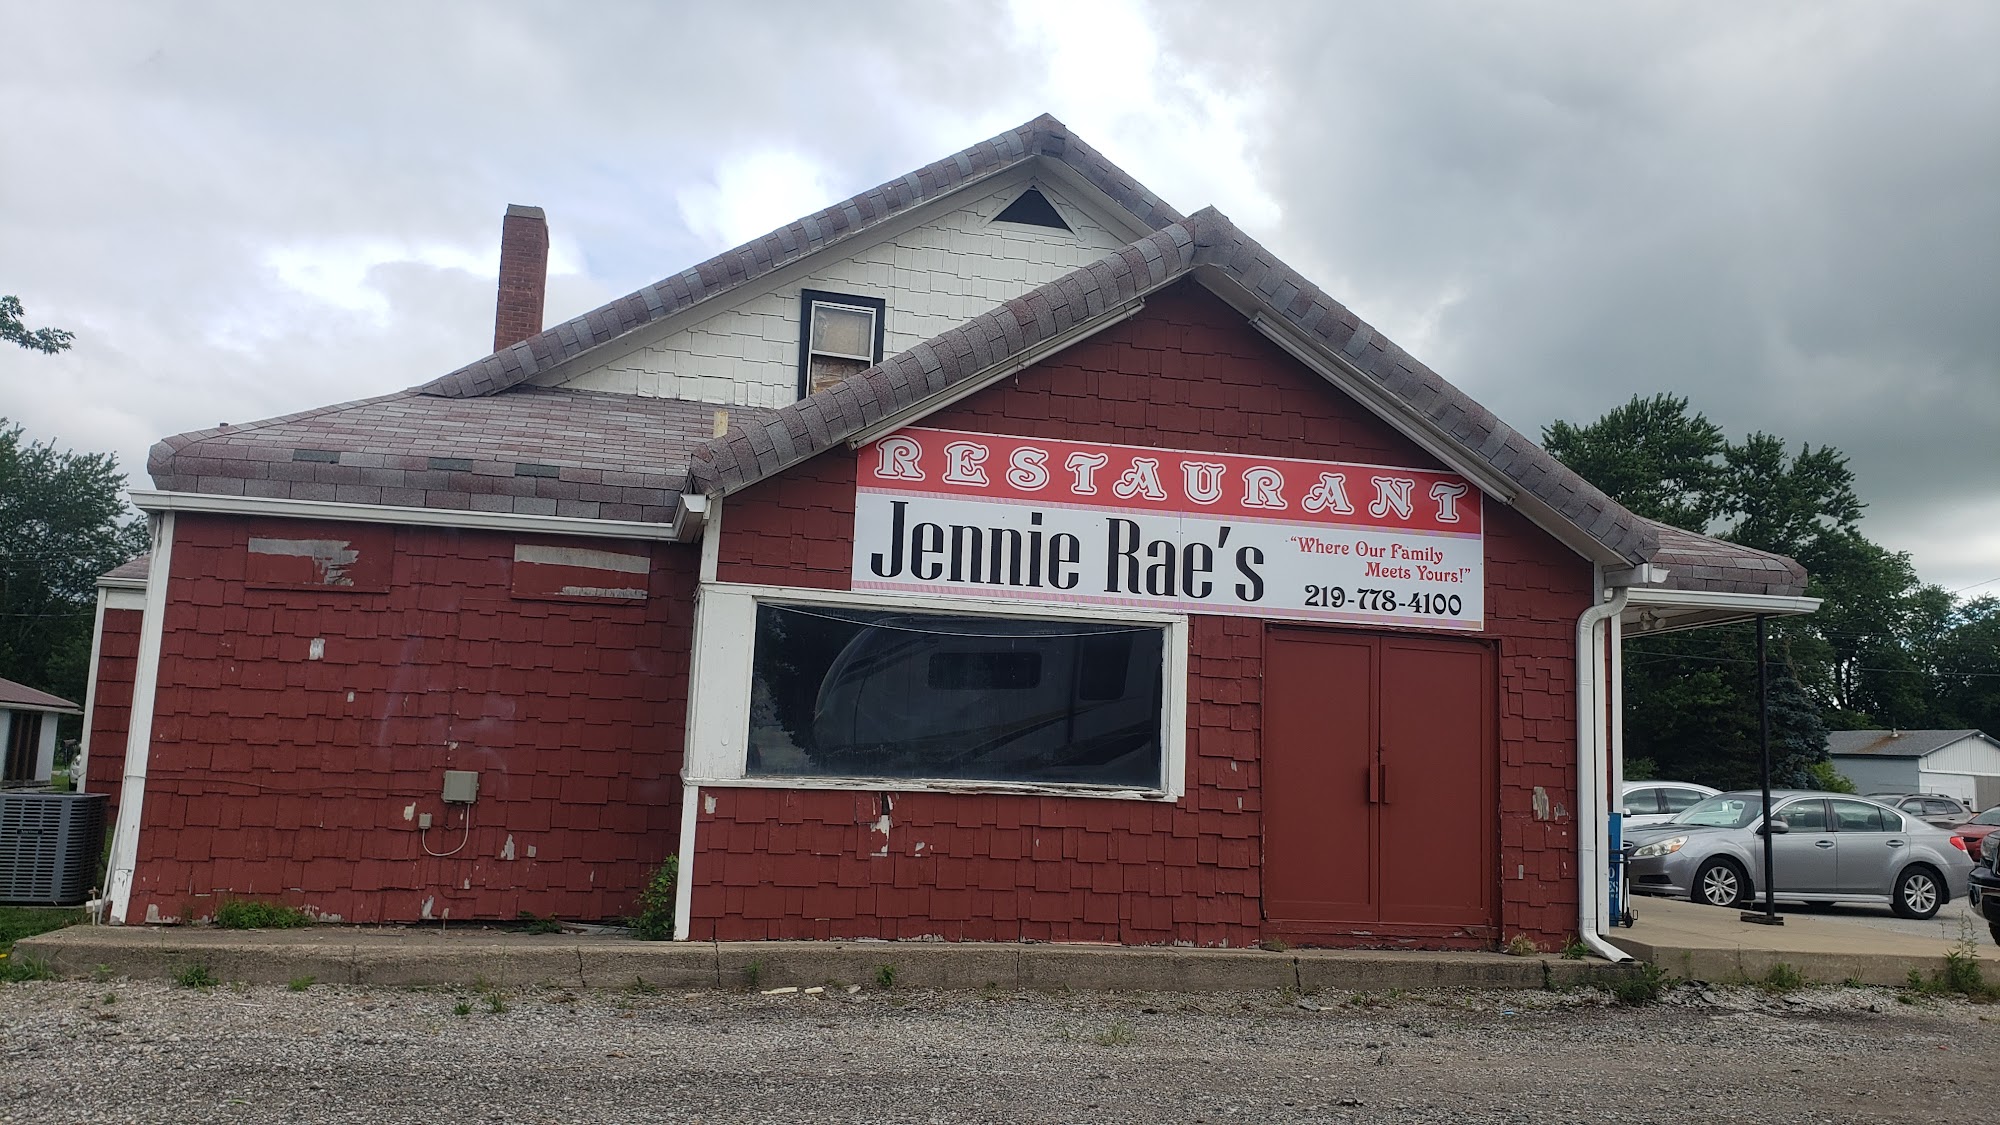 RESTAURANT
Jennie Rae's
"Where Our Family
Meets Yours!"
219-778-4100